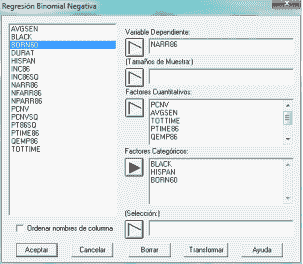 Regresión Binomial Negativa
AVGSEN
BLACK
BORN60
DURAT
HISPAN
INC86
INC86SQ
NARR86
NFARR86
NPARR86
PCNV
PCNVSQ
PT86SQ
PTIME86
QEMP86
TOTTIME
Ordenar nombres de columna
Variable Dependiente:
NARR86
(Tamaños de Muestra:)
Factores Cuantitativos:
PCNV
AVGSEN
TOTTIME
PTIME86
QEMP86
Factores Categóricos:
BLACK
HISPAN
BORN60
(Selección:)
Aceptar
Cancelar
Borrar
Transformar
Ayuda